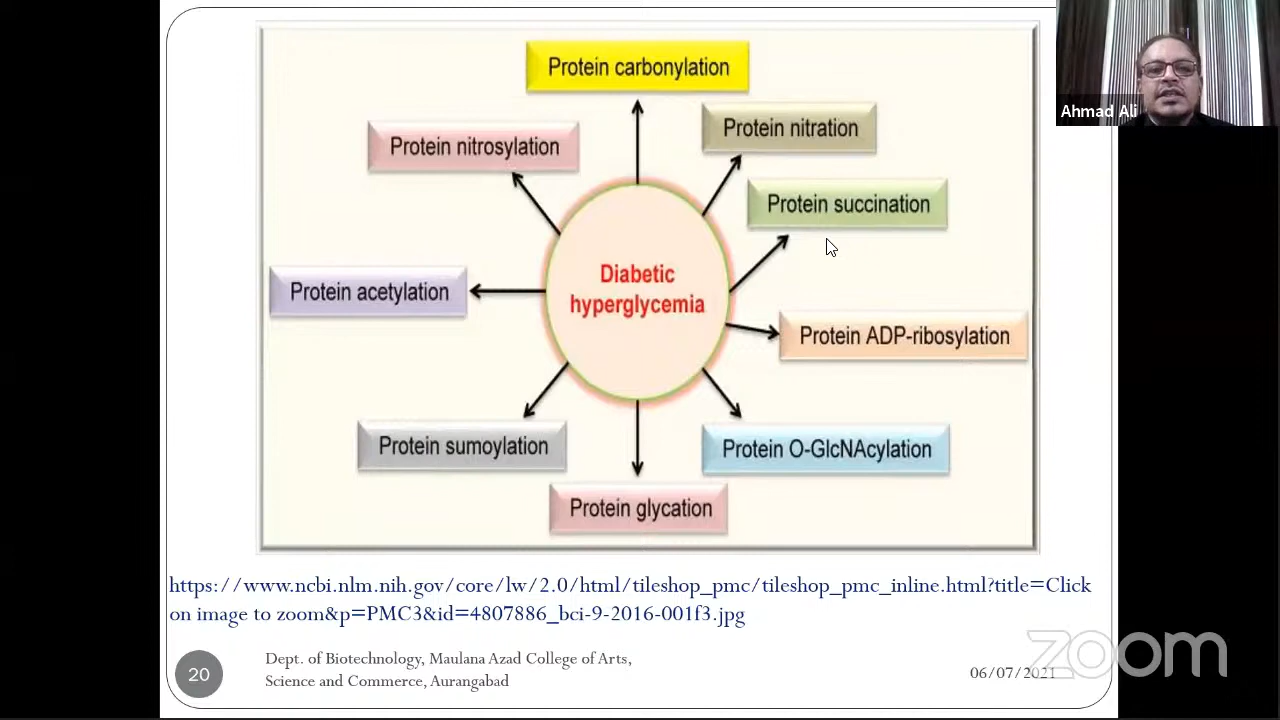 Protein carbonylation
Protein nitration
Protein nitrosylation
Protein succination
Diabetic
hyperglycemia
Protein acetylation
Protein ADP-ribosylation
Protein sumoylation
Protein O-GlcNAcylation
Protein glycation
https://www.ncbi.nlm.nih.gov/core/lw/2.0/html/tileshop_pmc/tileshop_pmc_inline.html?title=Click
on image to zoom&p=PMC3&id=4807886_bci-9-2016-001f3.jpg
20
Dept. of Biotechnology, Maulana Azad College of Arts,
Science and Commerce, Aurangabad
06/07/2021
zoom
Ahmad Ali